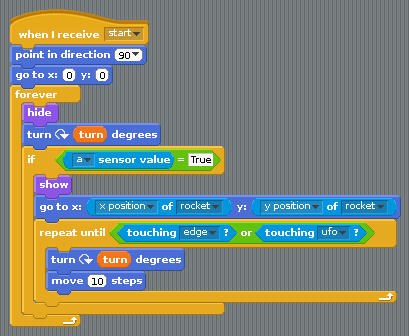 when I receive start
point in direction 90
go to x: 0 y: 0
forever
hide
turn turn degrees
if a sensor value = True
show
go to x: x position of rocket y: y position of rocket
repeat until touching edge ? or touching ufo ?
turn turn degrees
move 10 steps